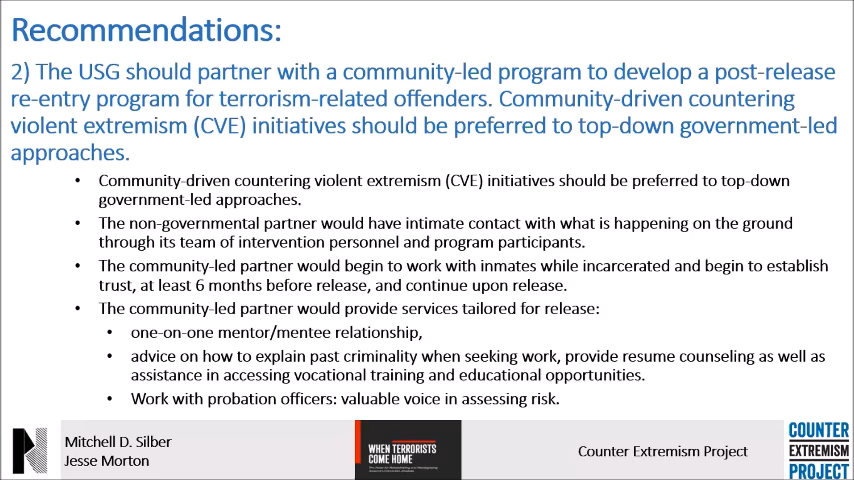 Recommendations:
2) The USG should partner with a community-led program to develop a post-release
re-entry program for terrorism-related offenders. Community-driven countering
violent extremism (CVE) initiatives should be preferred to top-down government-led
approaches.
• Community-driven countering violent extremism (CVE) initiatives should be preferred to top-down
government-led approaches.
• The non-governmental partner would have intimate contact with what is happening on the ground
through its team of intervention personnel and program participants.
• The community-led partner would begin to work with inmates while incarcerated and begin to establish
trust, at least 6 months before release, and continue upon release.
• The community-led partner would provide services tailored for release:
• one-on-one mentor/mentee relationship,
• advice on how to explain past criminality when seeking work, provide resume counseling as well as
assistance in accessing vocational training and educational opportunities.
• Work with probation officers: valuable voice in assessing risk.
Mitchell D. Silber
Jesse Morton
WHEN TERRORISTS
COME HOME
Counter Extremism Project
COUNTER
EXTREMISM
PROJECT